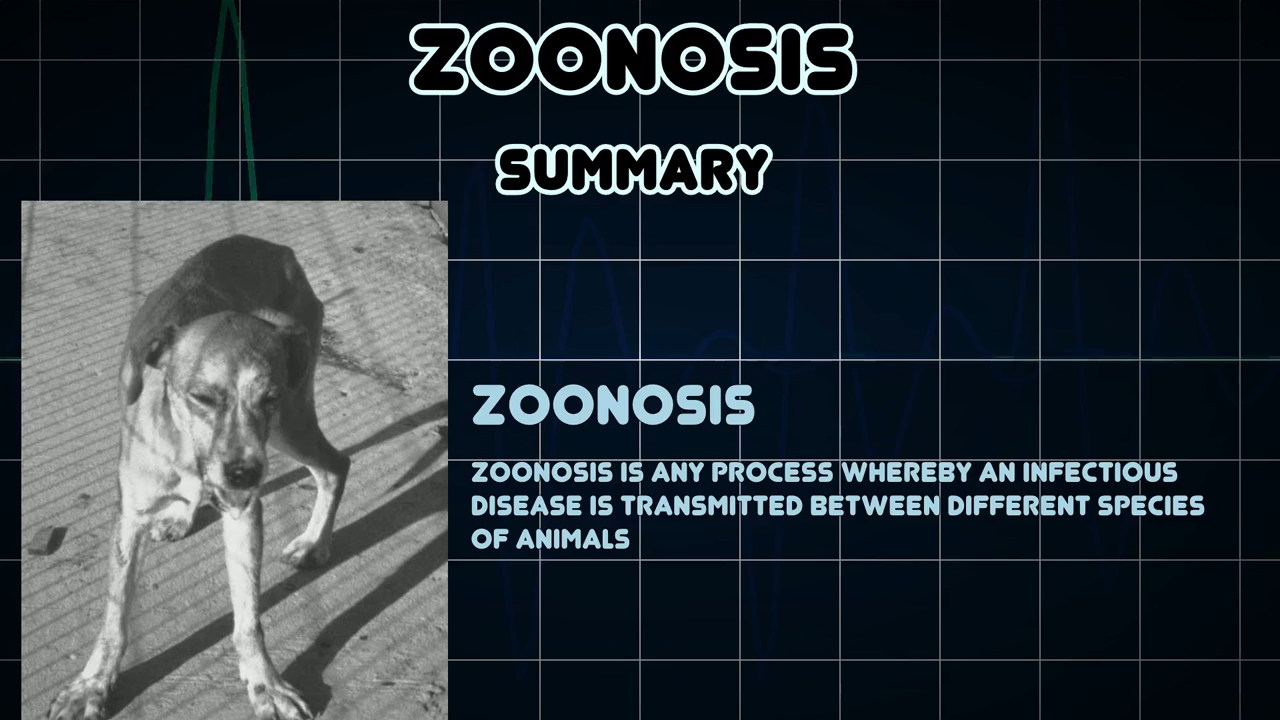 ZOONOSIS
SUMMARY
ZOONOSIS
ZOONOSIS IS ANY PROCESS WHEREBY AN INFECTIOUS
DISEASE IS TRANSMITTED BETWEEN DIFFERENT SPECIES
OF ANIMALS